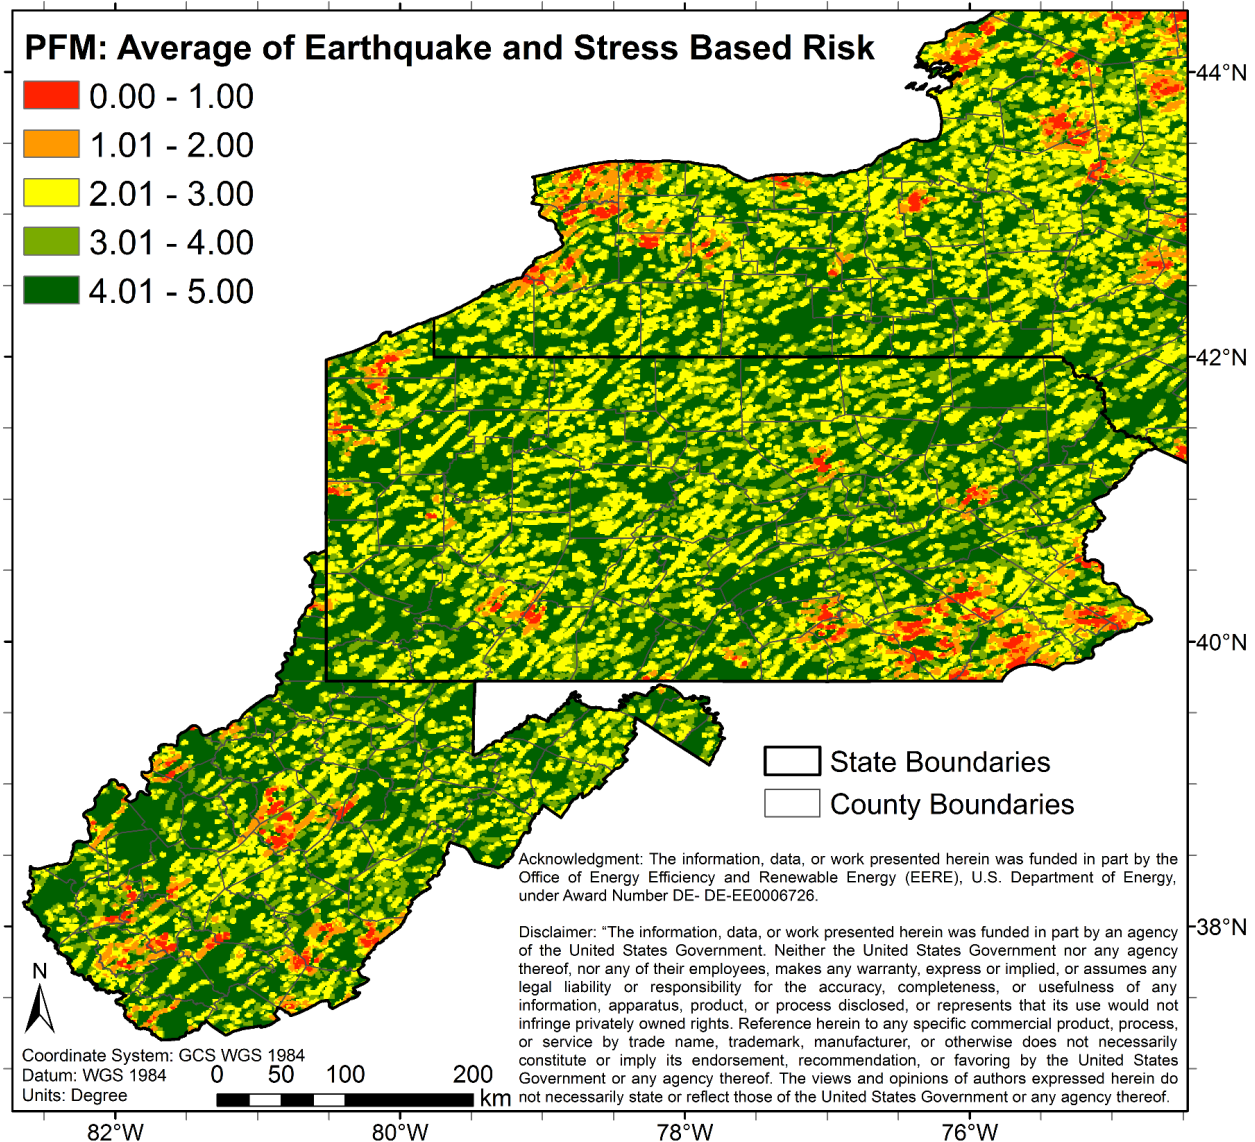 PFM: Average of Earthquake and Stress Based Risk
0.00 - 1.00
1.01 - 2.00
2.01 - 3.00
3.01 - 4.00
4.01 - 5.00
44°N
42°N
40°N
38°N
State Boundaries
County Boundaries
Acknowledgment: The information, data, or work presented herein was funded in part by the
Office of Energy Efficiency and Renewable Energy (EERE), U.S. Department of Energy,
under Award Number DE- DE-EE0006726.
Disclaimer: “The information, data, or work presented herein was funded in part by an agency
of the United States Government. Neither the United States Government nor any agency
thereof, nor any of their employees, makes any warranty, express or implied, or assumes any
legal liability or responsibility for the accuracy, completeness, or usefulness of any
information, apparatus, product, or process disclosed, or represents that its use would not
infringe privately owned rights. Reference herein to any specific commercial product, process,
or service by trade name, trademark, manufacturer, or otherwise does not necessarily
constitute or imply its endorsement, recommendation, or favoring by the United States
Government or any agency thereof. The views and opinions of authors expressed herein do
not necessarily state or reflect those of the United States Government or any agency thereof.
N
Coordinate System: GCS WGS 1984
Datum: WGS 1984
Units: Degree
0 50 100 200
km
82°W 80°W 78°W 76°W